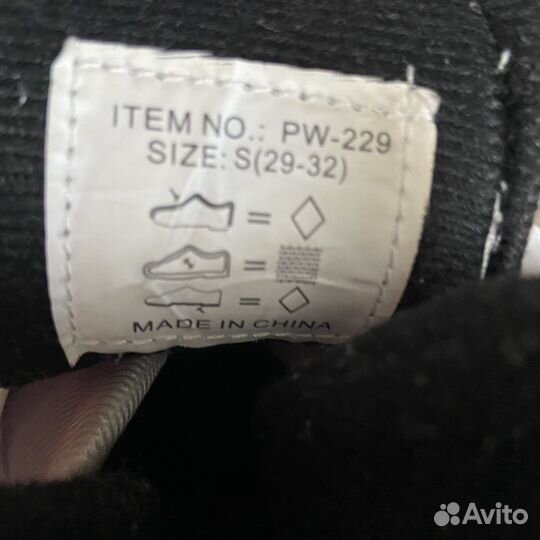 ITEM NO.: PW-229
SIZE: S(29-32)
=
=
=
MADE IN CHINA
Avito